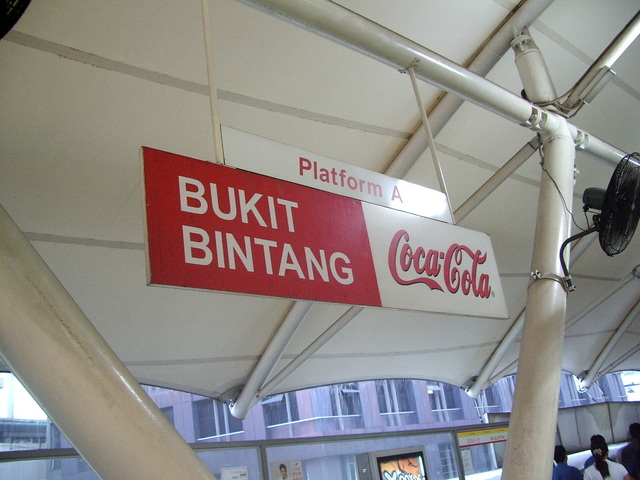 Platform A
BUKIT
BINTANG
Coca-Cola